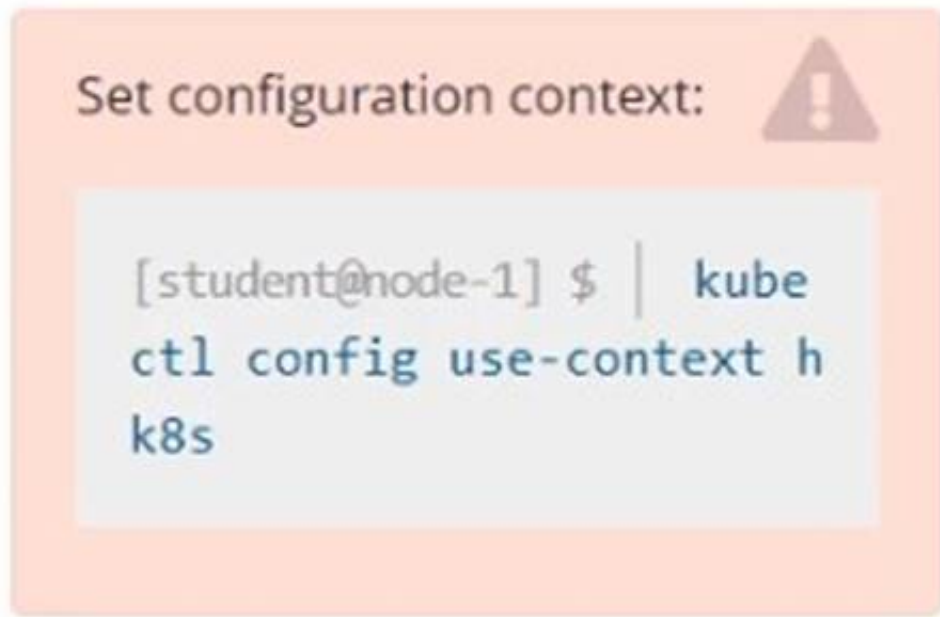 Set configuration context:
[student@node-1] $ | kube
ctl config use-context h
k8s